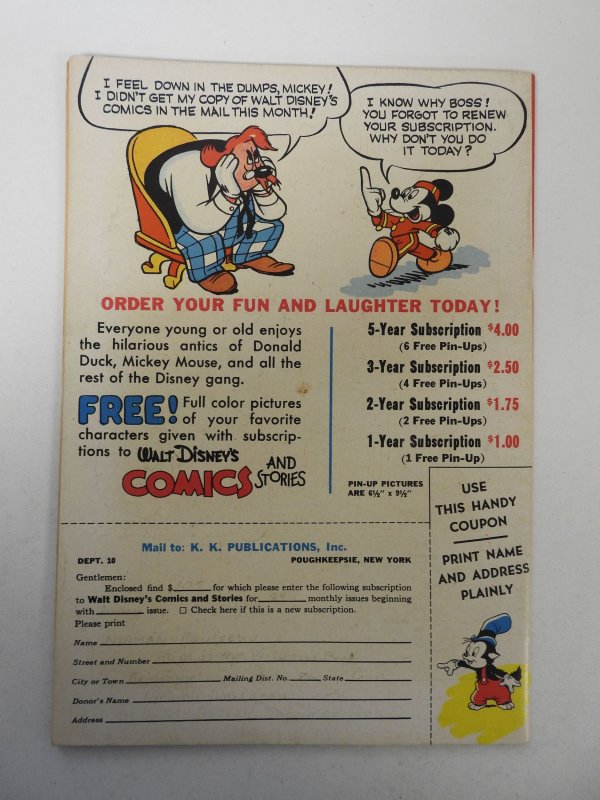 I FEEL DOWN IN THE DUMPS, MICKEY!
I DIDN'T GET MY COPY OF WALT DISNEY'S
COMICS IN THE MAIL THIS MONTH!
I KNOW WHY BOSS!
YOU FORGOT TO RENEW
YOUR SUBSCRIPTION.
WHY DON'T YOU DO
IT TODAY?
ORDER YOUR FUN AND LAUGHTER TODAY!
Everyone young or old enjoys
the hilarious antics of Donald
Duck, Mickey Mouse, and all the
rest of the Disney gang.
FREE! Full color pictures
of your favorite
characters given with subscrip-
tions to WALT DISNEY'S
COMICS AND
STORIES
5-Year Subscription $4.00
(6 Free Pin-Ups)
3-Year Subscription $2.50
(4 Free Pin-Ups)
2-Year Subscription $1.75
(2 Free Pin-Ups)
1-Year Subscription $1.00
(1 Free Pin-Up)
PIN-UP PICTURES
ARE 6½" x 9½"
USE
THIS HANDY
COUPON
PRINT NAME
AND ADDRESS
PLAINLY
Mail to: K. K. PUBLICATIONS, Inc.
DEPT. 10 POUGHKEEPSIE, NEW YORK
Gentlemen:
Enclosed find $ for which please enter the following subscription
to Walt Disney's Comics and Stories for monthly issues beginning
with issue. □ Check here if this is a new subscription.
Please print
Name
Street and Number
City or Town Mailing Dist. No. State
Donor's Name
Address